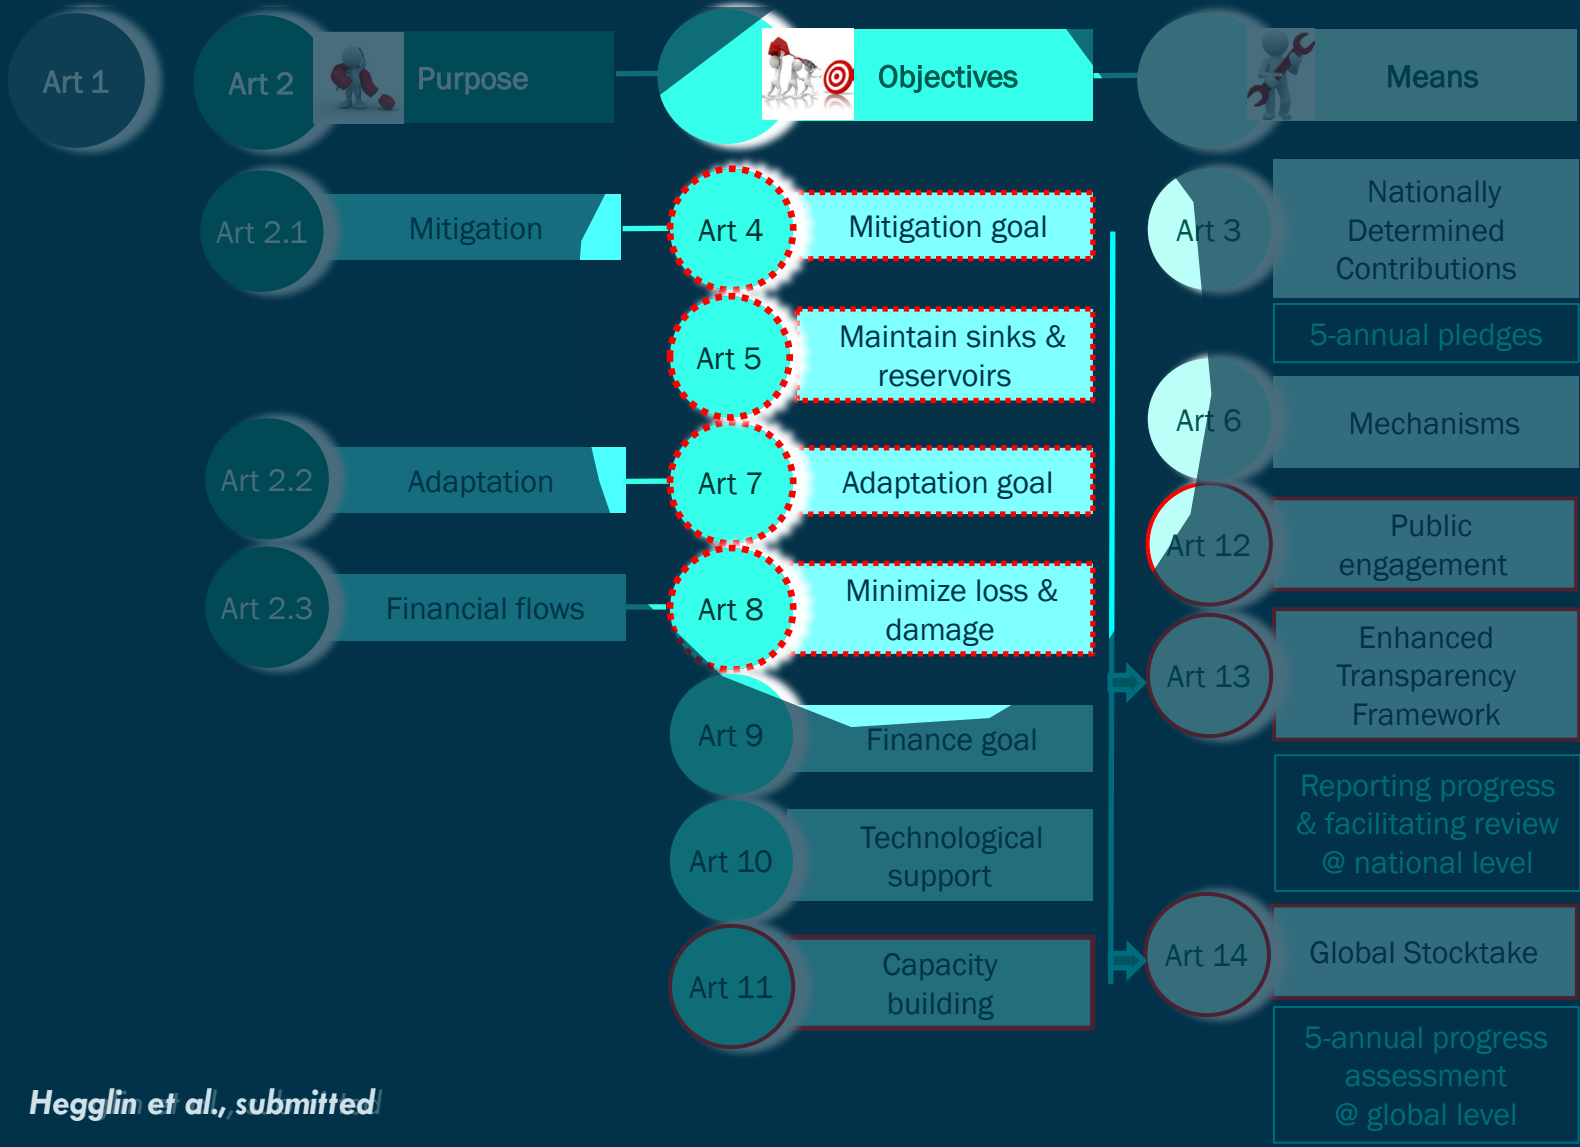 Art 1
Art 2
Purpose
Objectives
Means
Art 2.1
Mitigation
Art 4
Mitigation goal
Art 3
Nationally
Determined
Contributions
5-annual pledges
Art 5
Maintain sinks &
reservoirs
Art 6
Mechanisms
Art 2.2
Adaptation
Art 7
Adaptation goal
Art 12
Public
engagement
Art 2.3
Financial flows
Art 8
Minimize loss &
damage
Art 13
Enhanced
Transparency
Framework
Art 9
Finance goal
Reporting progress
& facilitating review
@ national level
Art 10
Technological
support
Art 11
Capacity
building
Art 14
Global Stocktake
5-annual progress
assessment
@ global level
Hegglin et al., submitted